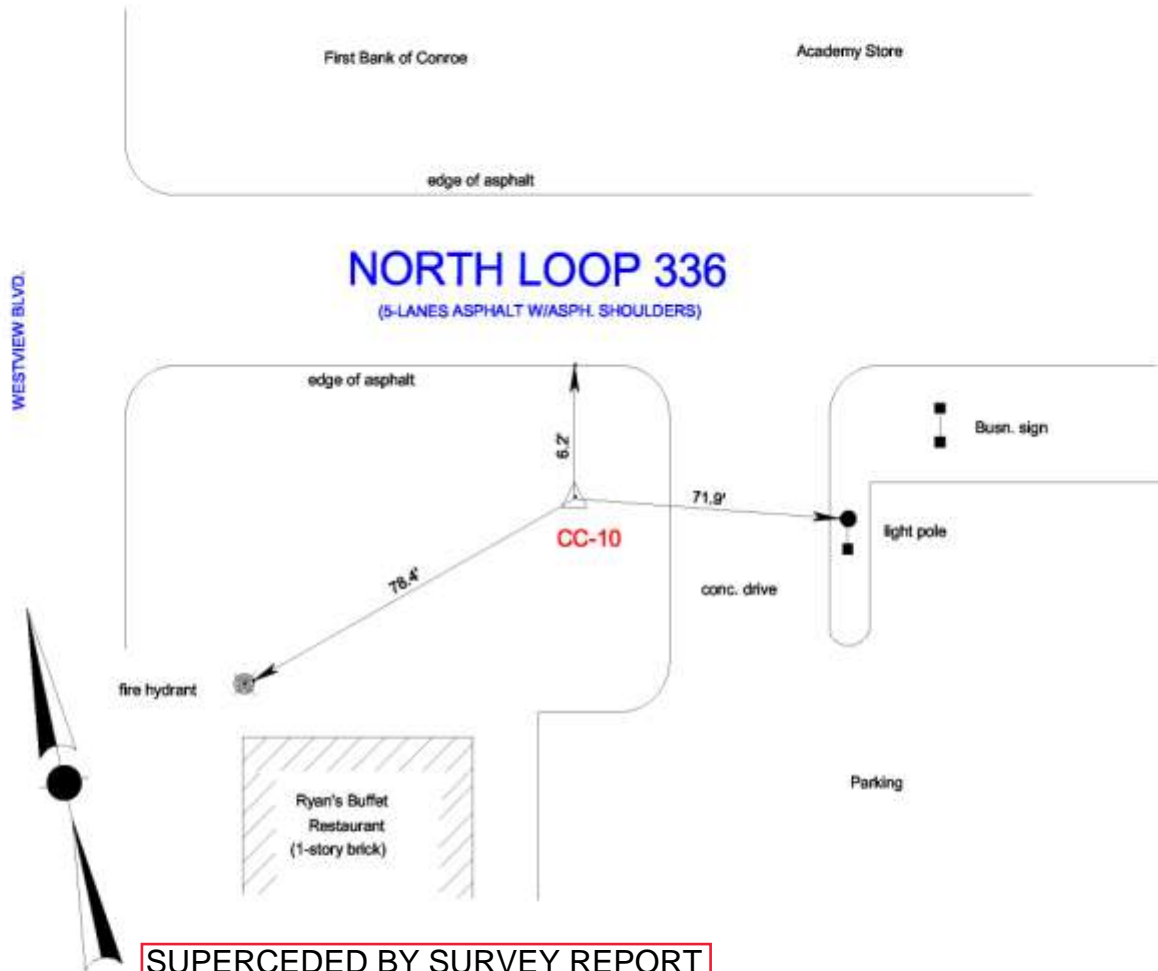 First Bank of Conroe
Academy Store
edge of asphalt
NORTH LOOP 336
(5-LANES ASPHALT W/ASPH. SHOULDERS)
WESTVIEW BLVD.
edge of asphalt
6.2'
Busn. sign
71.9'
CC-10
light pole
78.4'
conc. drive
fire hydrant
Parking
Ryan's Buffet
Restaurant
(1-story brick)
SUPERCEDED BY SURVEY REPORT